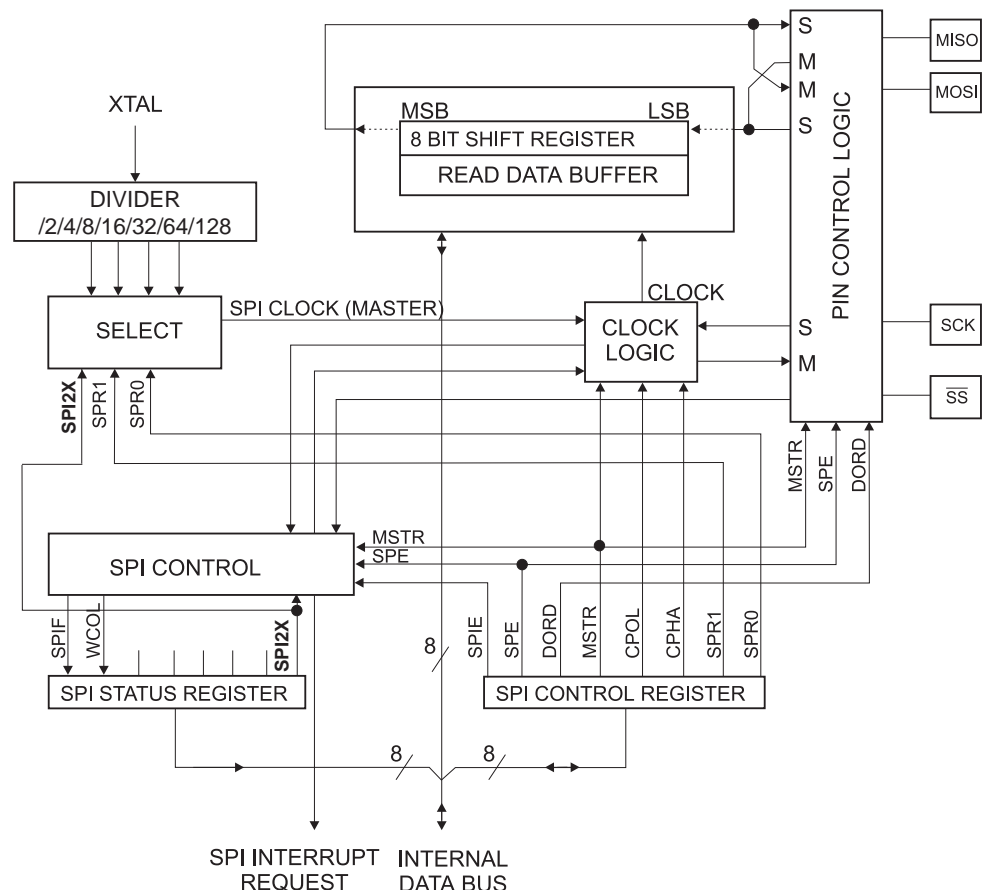 S
MISO
M
M
MOSI
S
XTAL
MSB
LSB
8 BIT SHIFT REGISTER
READ DATA BUFFER
DIVIDER
/2/4/8/16/32/64/128
PIN CONTROL LOGIC
SPI CLOCK (MASTER)
CLOCK
SELECT
CLOCK
LOGIC
S
M
SCK
SS
SPI2X
SPR1
SPR0
MSTR
SPE
DORD
MSTR
SPE
SPI CONTROL
SPIF
WCOL
SPI2X
SPIE
SPE
DORD
MSTR
CPOL
CPHA
SPR1
SPR0
8
SPI STATUS REGISTER
SPI CONTROL REGISTER
8
8
SPI INTERRUPT
REQUEST
INTERNAL
DATA BUS